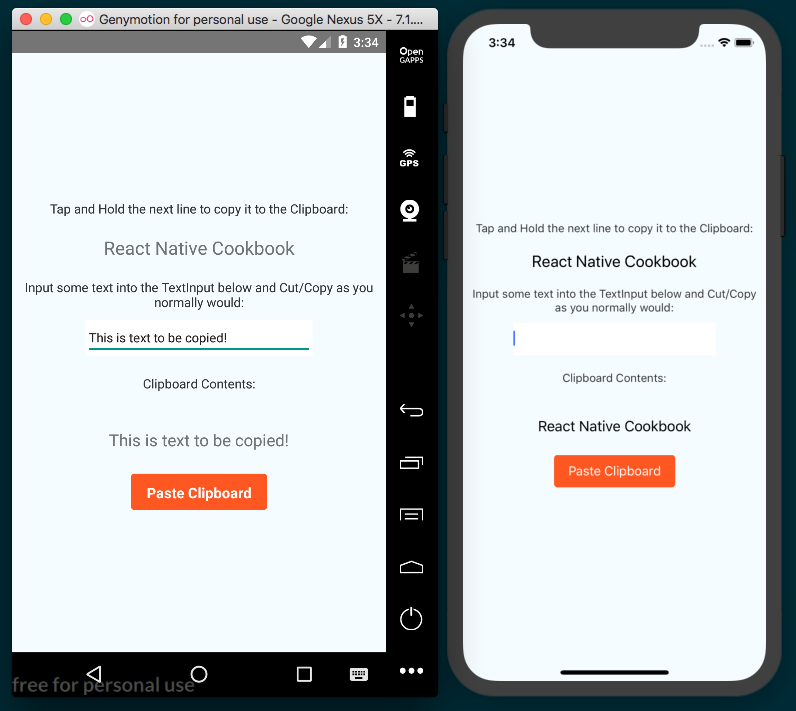 Genymotion for personal use - Google Nexus 5X - 7.1....
3:34
Open
GAPPS
GPS
Tap and Hold the next line to copy it to the Clipboard:
React Native Cookbook
Input some text into the TextInput below and Cut/Copy as you
normally would:
This is text to be copied!
Clipboard Contents:
This is text to be copied!
Paste Clipboard
free for personal use
3:34
Tap and Hold the next line to copy it to the Clipboard:
React Native Cookbook
Input some text into the TextInput below and Cut/Copy
as you normally would:
Clipboard Contents:
React Native Cookbook
Paste Clipboard